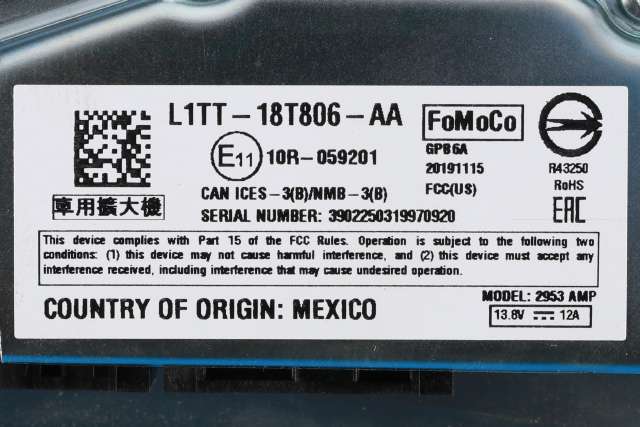 L1TT-18T806-AA
FoMoCo
E11 10R-059201
GPB6A
20191115
FCC(US)
R43250
RoHS
EAC
車用擴大機
CAN ICES-3(B)/NMB-3(B)
SERIAL NUMBER: 3902250319970920
This device complies with Part 15 of the FCC Rules. Operation is subject to the following two
conditions: (1) this device may not cause harmful interference, and (2) this device must accept any
interference received, including interference that may cause undesired operation.
COUNTRY OF ORIGIN: MEXICO
MODEL: 2953 AMP
13.8V ⎓ 12A